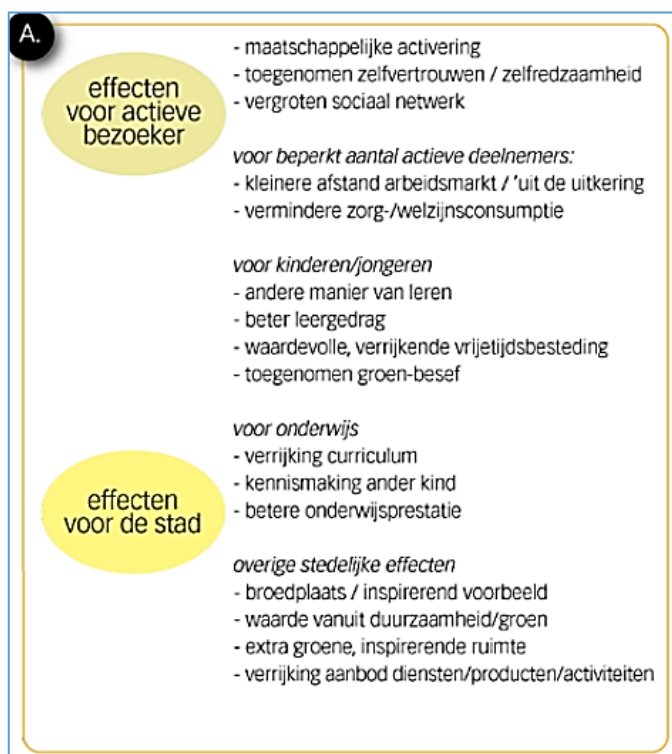 A.
effecten
voor actieve
bezoeker
- maatschappelijke activering
- toegenomen zelfvertrouwen / zelfredzaamheid
- vergroten sociaal netwerk
voor beperkt aantal actieve deelnemers:
- kleinere afstand arbeidsmarkt / 'uit de uitkering
- vermindere zorg-/welzijnsconsumptie
voor kinderen/jongeren
- andere manier van leren
- beter leergedrag
- waardevolle, verrijkende vrijetijdsbesteding
- toegenomen groen-besef
effecten
voor de stad
voor onderwijs
- verrijking curriculum
- kennismaking ander kind
- betere onderwijsprestatie
overige stedelijke effecten
- broedplaats / inspirerend voorbeeld
- waarde vanuit duurzaamheid/groen
- extra groene, inspirerende ruimte
- verrijking aanbod diensten/producten/activiteiten